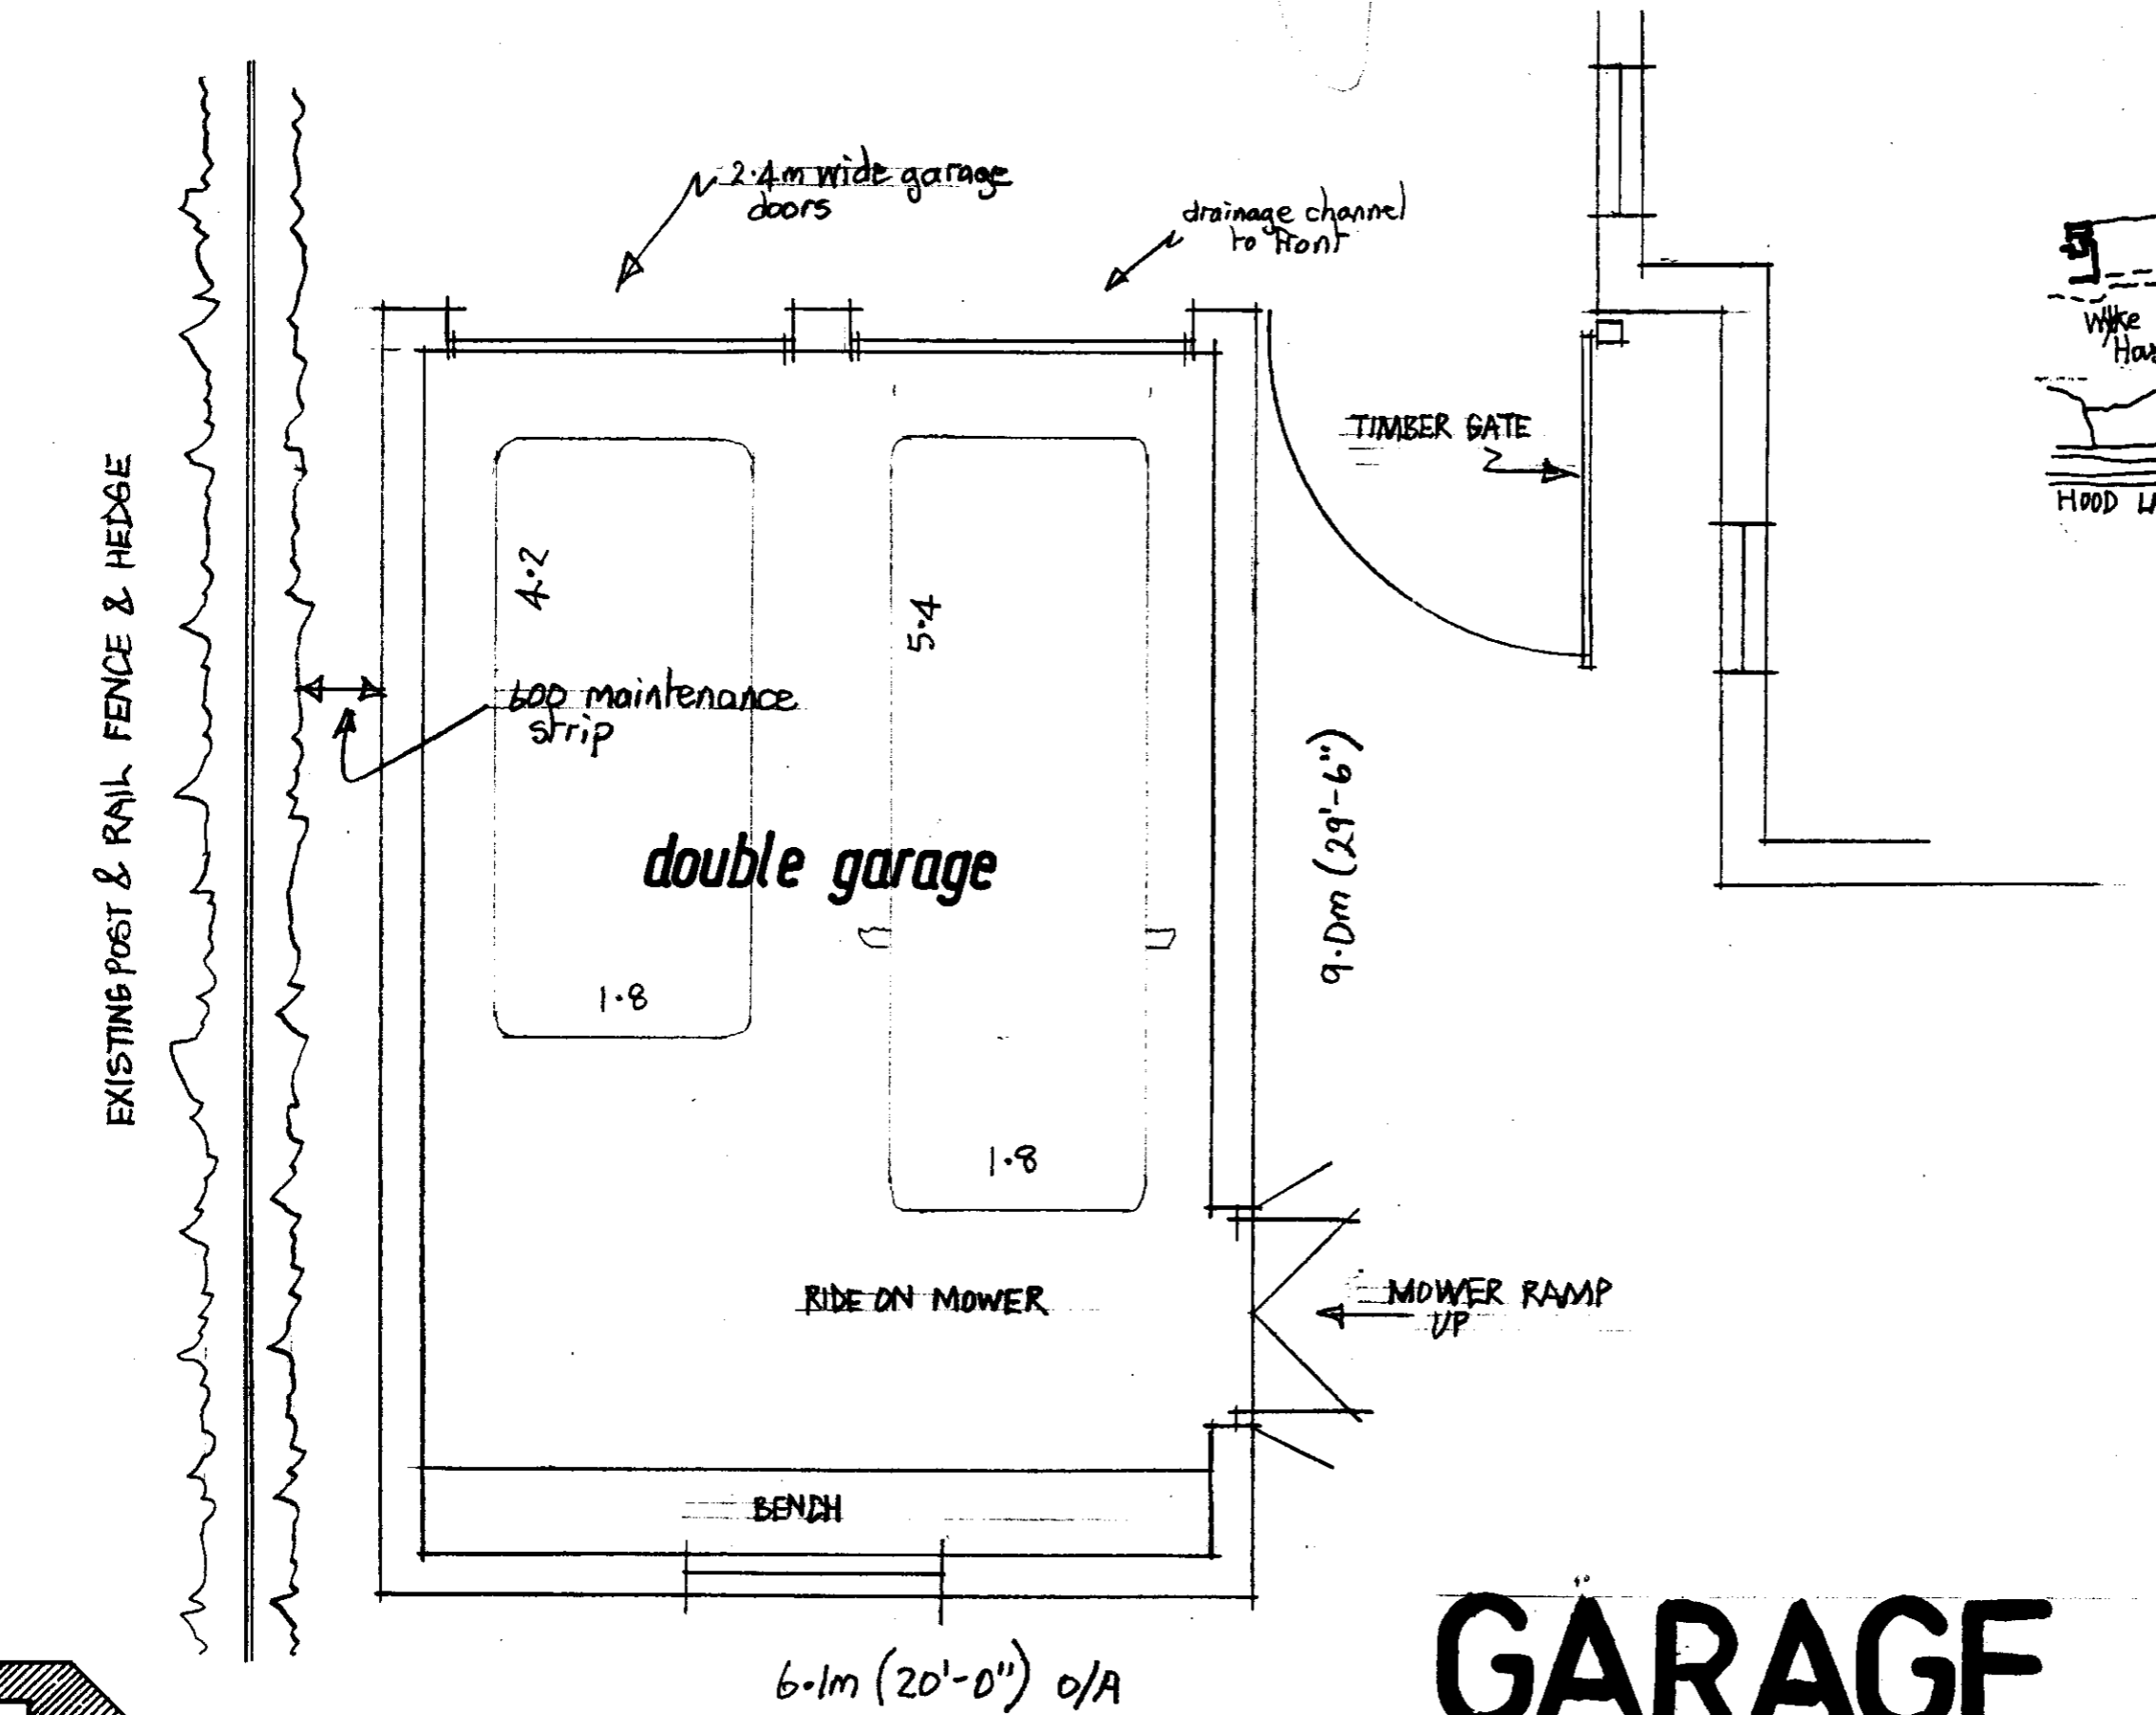 2.4m wide garage
doors
drainage channel
to front
Wyke
HOOD
TIMBER GATE
EXISTING POST & RAIL FENCE & HEDGE
4.2
5.4
600 maintenance
strip
9.0m (29'-6")
double garage
1.8
1.8
RIDE ON MOWER
MOWER RAMP
UP
BENCH
6.1m (20'-0") O/A
GARAGE